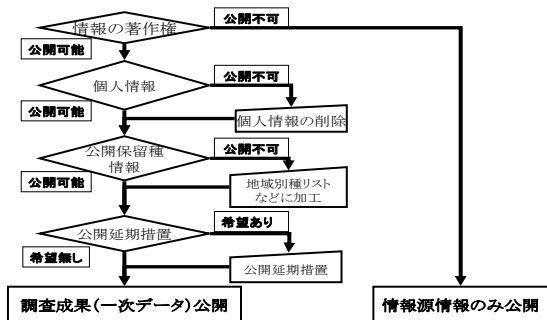 情報の著作権
公開不可
公開可能
個人情報
公開不可
公開可能
個人情報の削除
公開保留種
情報
公開不可
公開可能
地域別種リスト
などに加工
公開延期措置
希望あり
希望無し
公開延期措置
調査成果(一次データ)公開
情報源情報のみ公開